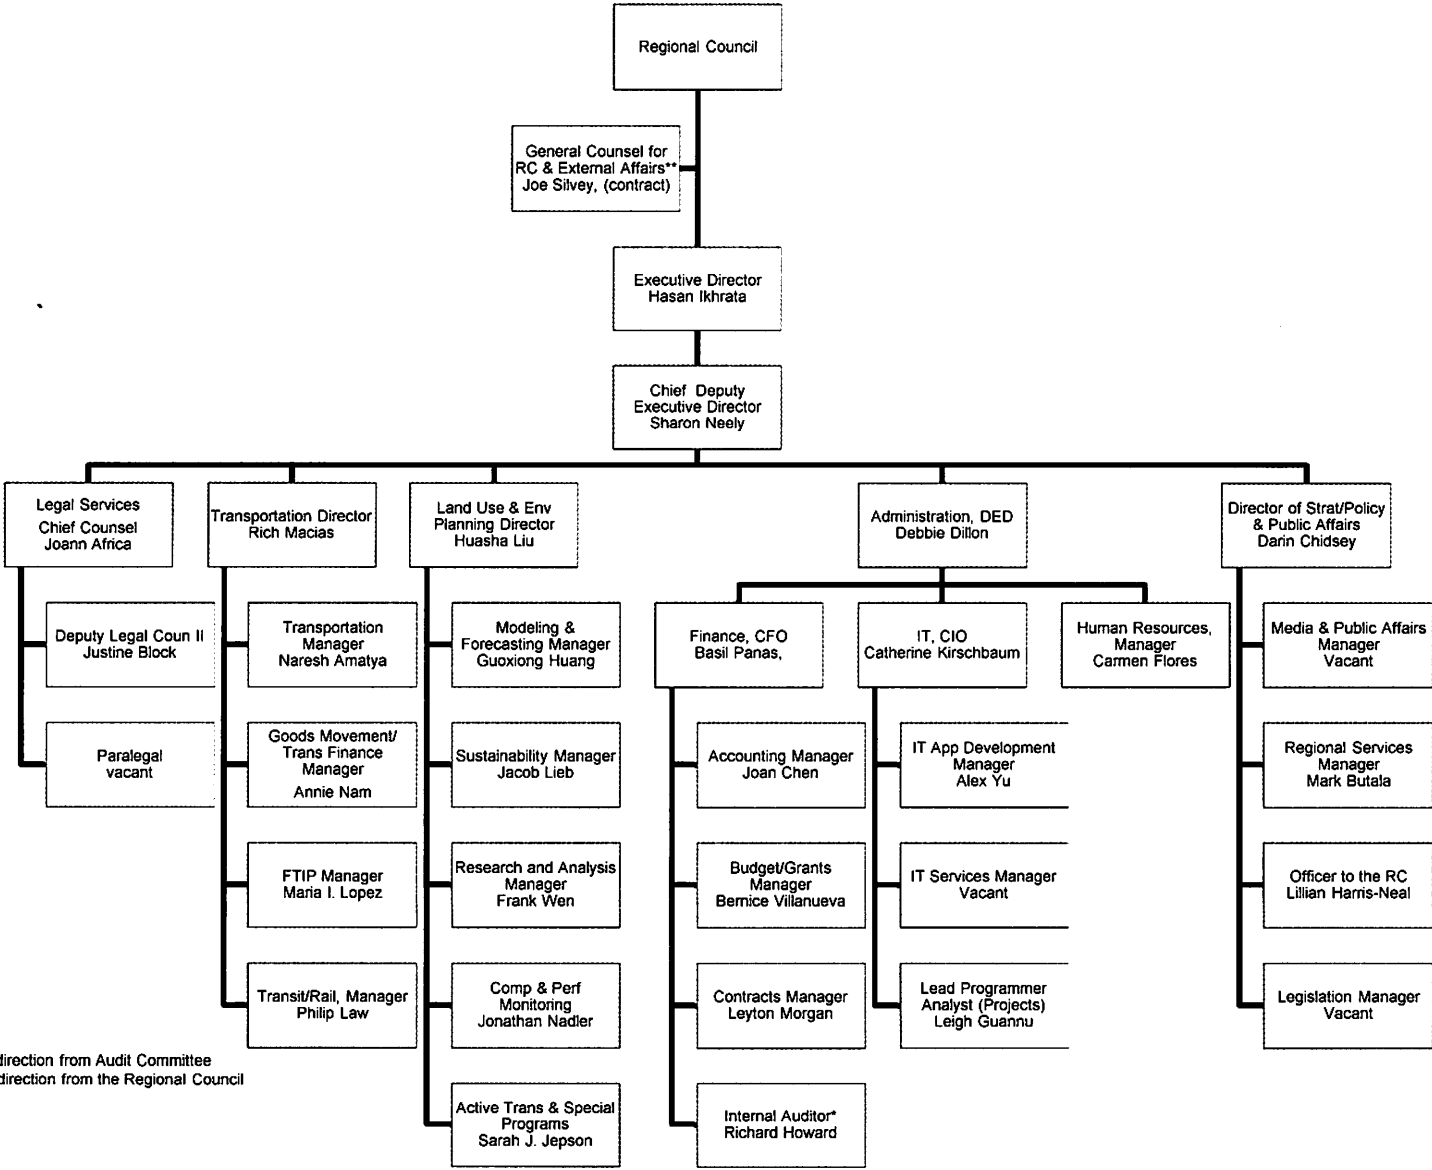 Regional Council
General Counsel for
RC & External Affairs**
Joe Silvey, (contract)
Executive Director
Hasan Ikhrata
Chief Deputy
Executive Director
Sharon Neely
Legal Services
Chief Counsel
Joann Africa
Transportation Director
Rich Macias
Land Use & Env
Planning Director
Huasha Liu
Administration, DED
Debbie Dillon
Director of Strat/Policy
& Public Affairs
Darin Chidsey
Deputy Legal Coun II
Justine Block
Transportation
Manager
Naresh Amatya
Modeling &
Forecasting Manager
Guoxiong Huang
Finance, CFO
Basil Panas,
IT, CIO
Catherine Kirschbaum
Human Resources,
Manager
Carmen Flores
Media & Public Affairs
Manager
Vacant
Paralegal
vacant
Goods Movement/
Trans Finance
Manager
Annie Nam
Sustainability Manager
Jacob Lieb
Accounting Manager
Joan Chen
IT App Development
Manager
Alex Yu
Regional Services
Manager
Mark Butala
FTIP Manager
Maria I. Lopez
Research and Analysis
Manager
Frank Wen
Budget/Grants
Manager
Bernice Villanueva
IT Services Manager
Vacant
Officer to the RC
Lillian Harris-Neal
Transit/Rail, Manager
Philip Law
Comp & Perf
Monitoring
Jonathan Nadler
Contracts Manager
Leyton Morgan
Lead Programmer
Analyst (Projects)
Leigh Guannu
Legislation Manager
Vacant
direction from Audit Committee
direction from the Regional Council
Active Trans & Special
Programs
Sarah J. Jepson
Internal Auditor*
Richard Howard